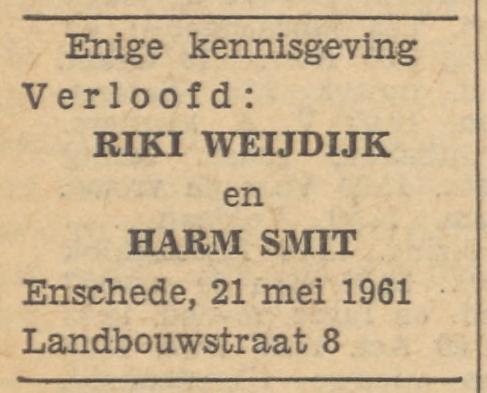 Enige kennisgeving
Verloofd:
RIKI WEIJDIJK
en
HARM SMIT
Enschede, 21 mei 1961
Landbouwstraat 8